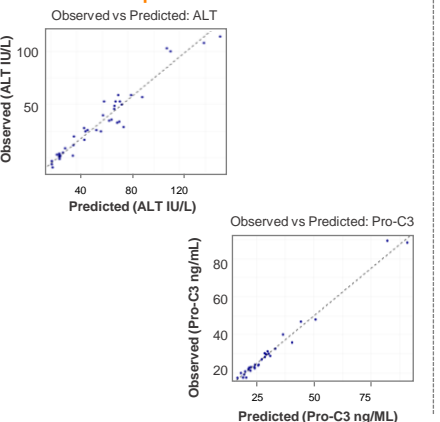 Observed vs Predicted: ALT
Observed (ALT IU/L)
100
50
40 80 120
Predicted (ALT IU/L)
Observed vs Predicted: Pro-C3
Observed (Pro-C3 ng/mL)
80
60
40
20
25 50 75
Predicted (Pro-C3 ng/ML)